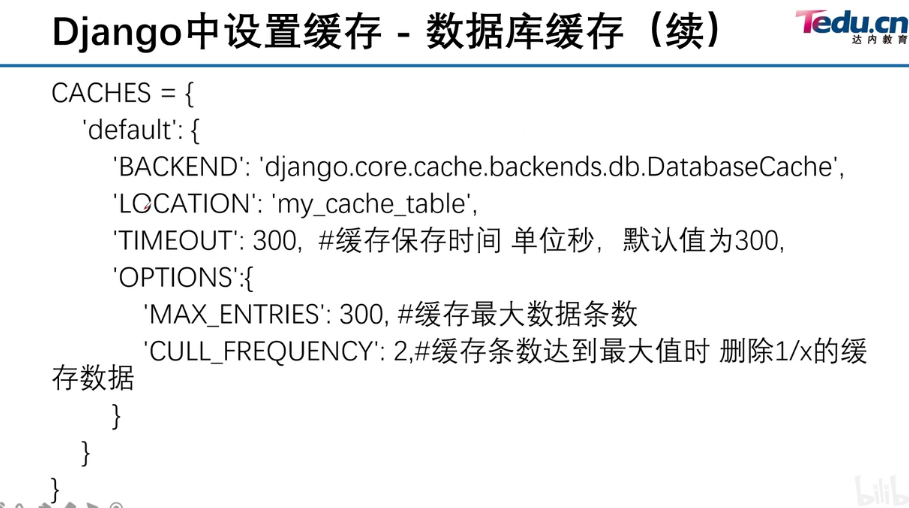 Django中设置缓存 - 数据库缓存（续）
Tedu.cn
达内教育
CACHES = {
'default': {
'BACKEND': 'django.core.cache.backends.db.DatabaseCache',
'LOCATION': 'my_cache_table',
'TIMEOUT': 300,  #缓存保存时间 单位秒，默认值为300,
'OPTIONS':{
'MAX_ENTRIES': 300, #缓存最大数据条数
'CULL_FREQUENCY': 2,#缓存条数达到最大值时 删除1/x的缓
存数据
}
}
}